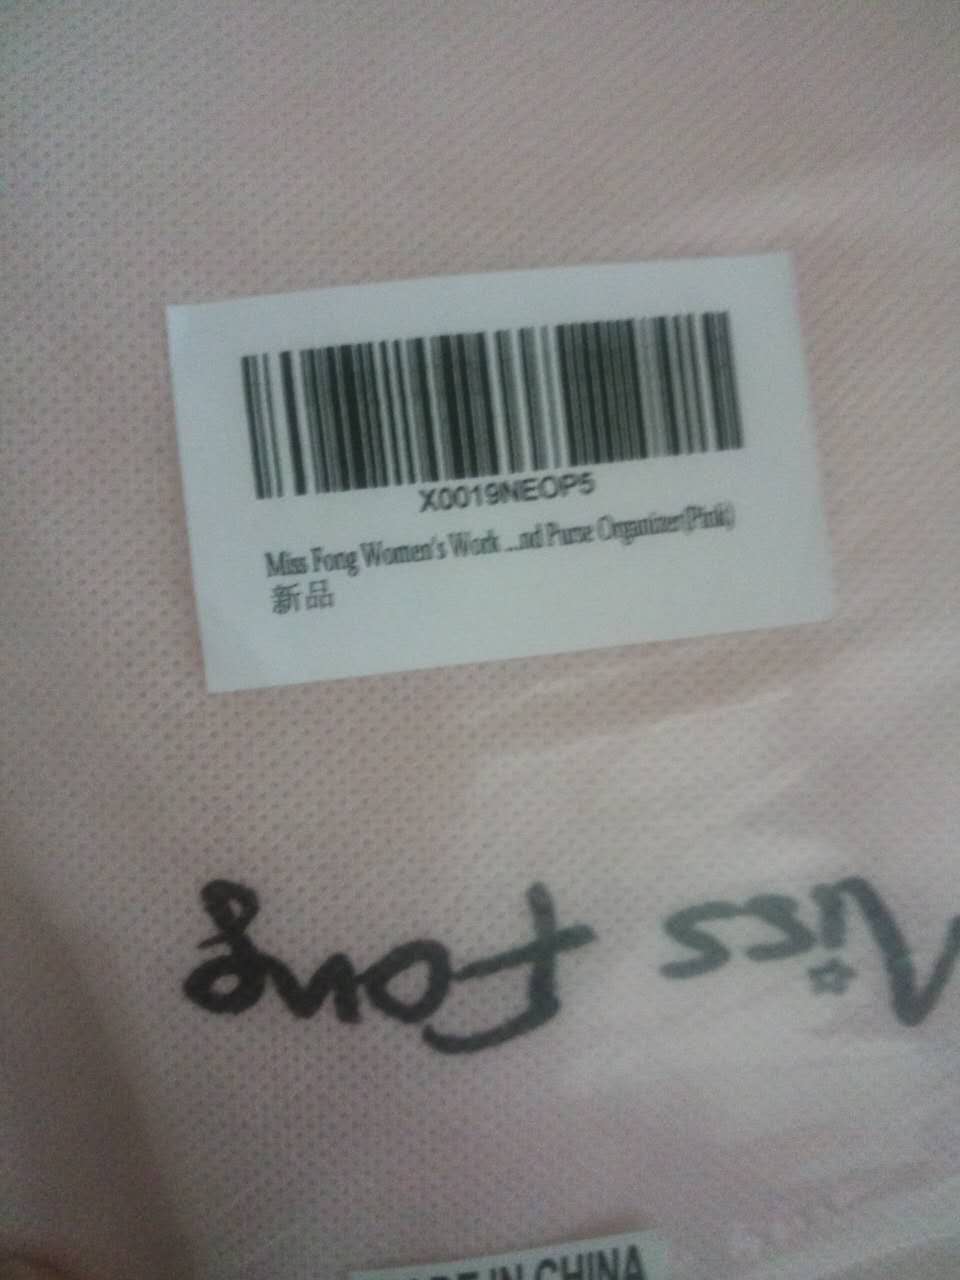 X0019NEOP5
Miss Fong Women's Work ...nd Purse Organizer(Pink)
新品
Miss Fong
MADE IN CHINA